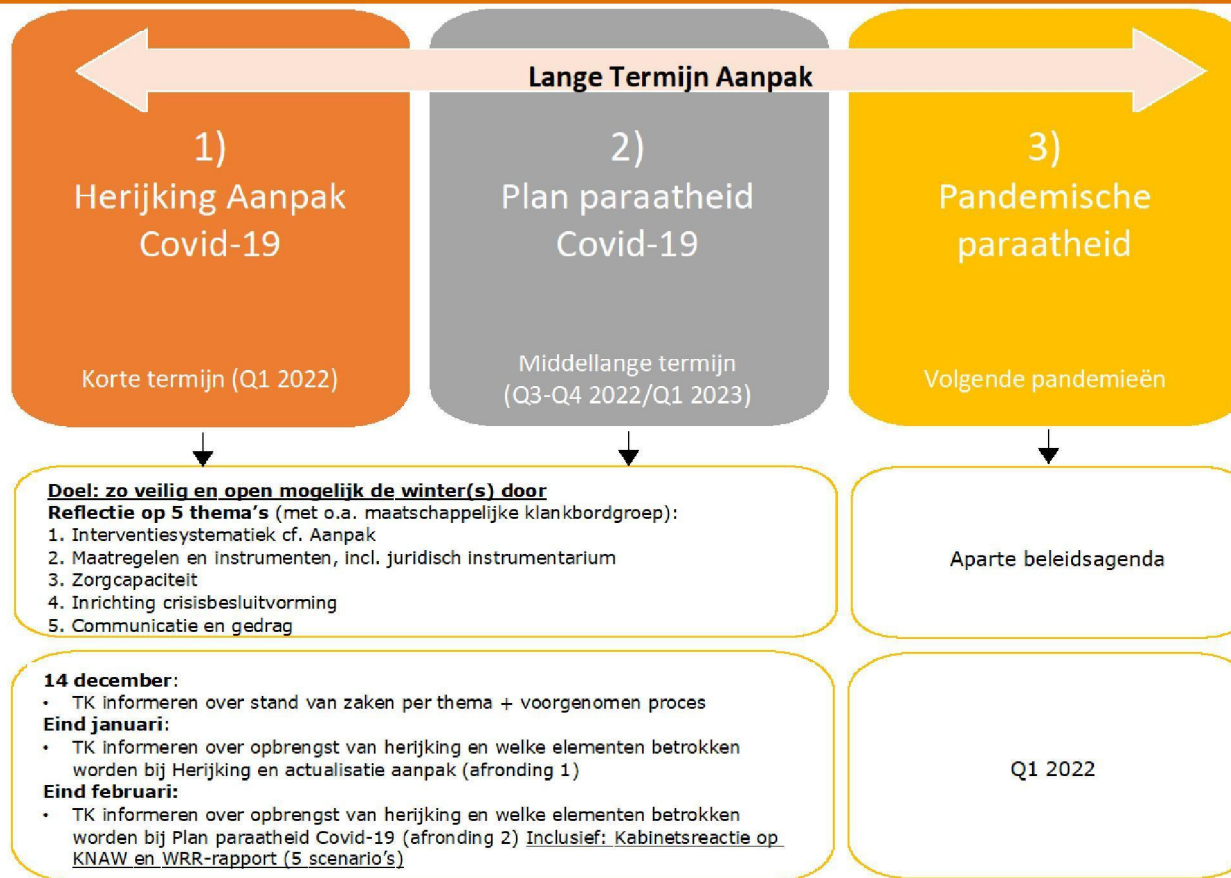 Lange Termijn Aanpak
1)
Herijking Aanpak
Covid-19
Korte termijn (Q1 2022)
2)
Plan paraatheid
Covid-19
Middellange termijn
(Q3-Q4 2022/Q1 2023)
3)
Pandemische
paraatheid
Volgende pandemieën
Doel: zo veilig en open mogelijk de winter(s) door
Reflectie op 5 thema's (met o.a. maatschappelijke klankbordgroep):
1. Interventiesystematiek cf. Aanpak
2. Maatregelen en instrumenten, incl. juridisch instrumentarium
3. Zorgcapaciteit
4. Inrichting crisisbesluitvorming
5. Communicatie en gedrag
Aparte beleidsagenda
14 december:
• TK informeren over stand van zaken per thema + voorgenomen proces
Eind januari:
• TK informeren over opbrengst van herijking en welke elementen betrokken
worden bij Herijking en actualisatie aanpak (afronding 1)
Eind februari:
• TK informeren over opbrengst van herijking en welke elementen betrokken
worden bij Plan paraatheid Covid-19 (afronding 2) Inclusief: Kabinetsreactie op
KNAW en WRR-rapport (5 scenario's)
Q1 2022